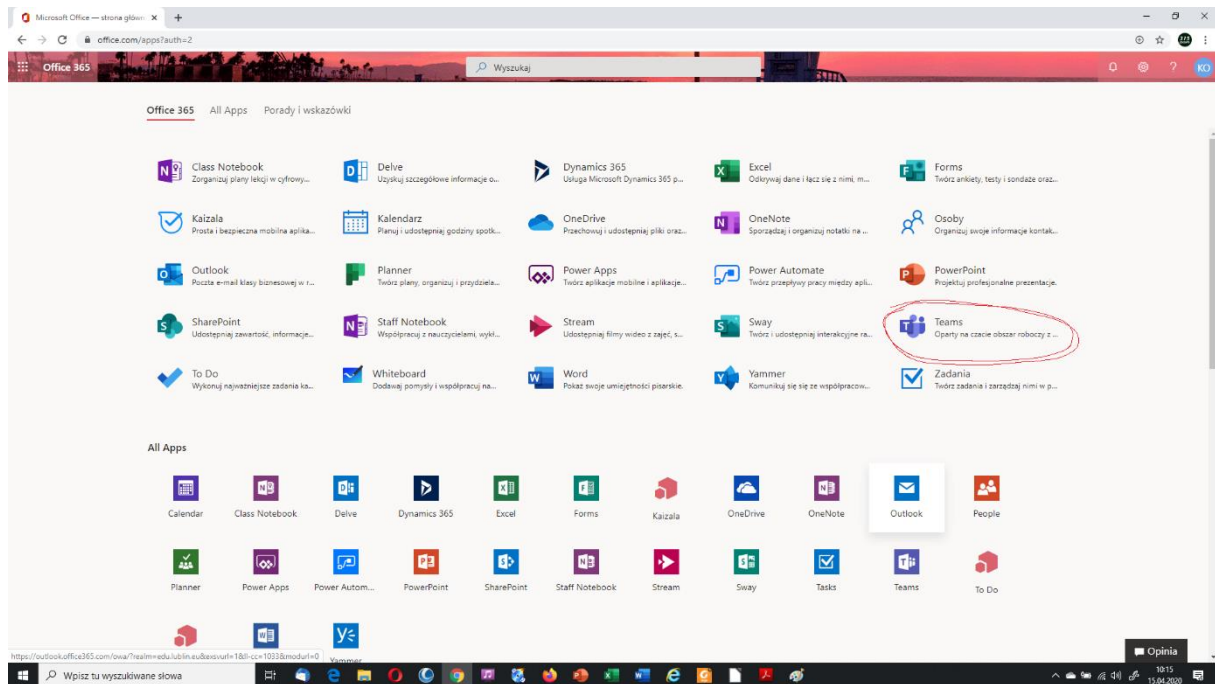 Microsoft Office — strona główn
office.com/apps?auth=2
Office 365
Wyszukaj
KO
Office 365 All Apps Porady i wskazówki
Class Notebook
Zorganizuj plany lekcji w cyfrowy...
Delve
Uzyskuj szczegółowe informacje o...
Dynamics 365
Usługa Microsoft Dynamics 365 p...
Excel
Odkrywaj dane i łącz się z nimi, m...
Forms
Twórz ankiety, testy i sondaże oraz...
Kaizala
Prosta i bezpieczna mobilna aplika...
Kalendarz
Planuj i udostępniaj godziny spotk...
OneDrive
Przechowuj i udostępniaj pliki oraz...
OneNote
Sporządzaj i organizuj notatki na ...
Osoby
Organizuj swoje informacje kontak...
Outlook
Poczta e-mail klasy biznesowej w r...
Planner
Twórz plany, organizuj i przydziela...
Power Apps
Twórz aplikacje mobilne i aplikacje...
Power Automate
Twórz przepływy pracy między apli...
PowerPoint
Projektuj profesjonalne prezentacje.
SharePoint
Udostępniaj zawartość, informacje...
Staff Notebook
Współpracuj z nauczycielami, wykł...
Stream
Udostępniaj filmy wideo z zajęć, s...
Sway
Twórz i udostępniaj interakcyjne ra...
Teams
Oparty na czacie obszar roboczy z ...
To Do
Wykonuj najważniejsze zadania ka...
Whiteboard
Dodawaj pomysły i współpracuj na...
Word
Pokaż swoje umiejętności pisarskie.
Yammer
Komunikuj się się ze współpracow...
Zadania
Twórz zadania i zarządzaj nimi w p...
All Apps
Calendar Class Notebook Delve Dynamics 365 Excel Forms Kaizala OneDrive OneNote Outlook People
Planner Power Apps Power Autom... PowerPoint SharePoint Staff Notebook Stream Sway Tasks Teams To Do
Yammer
Opinia
Wpisz tu wyszukiwane słowa
10:15
15.04.2020